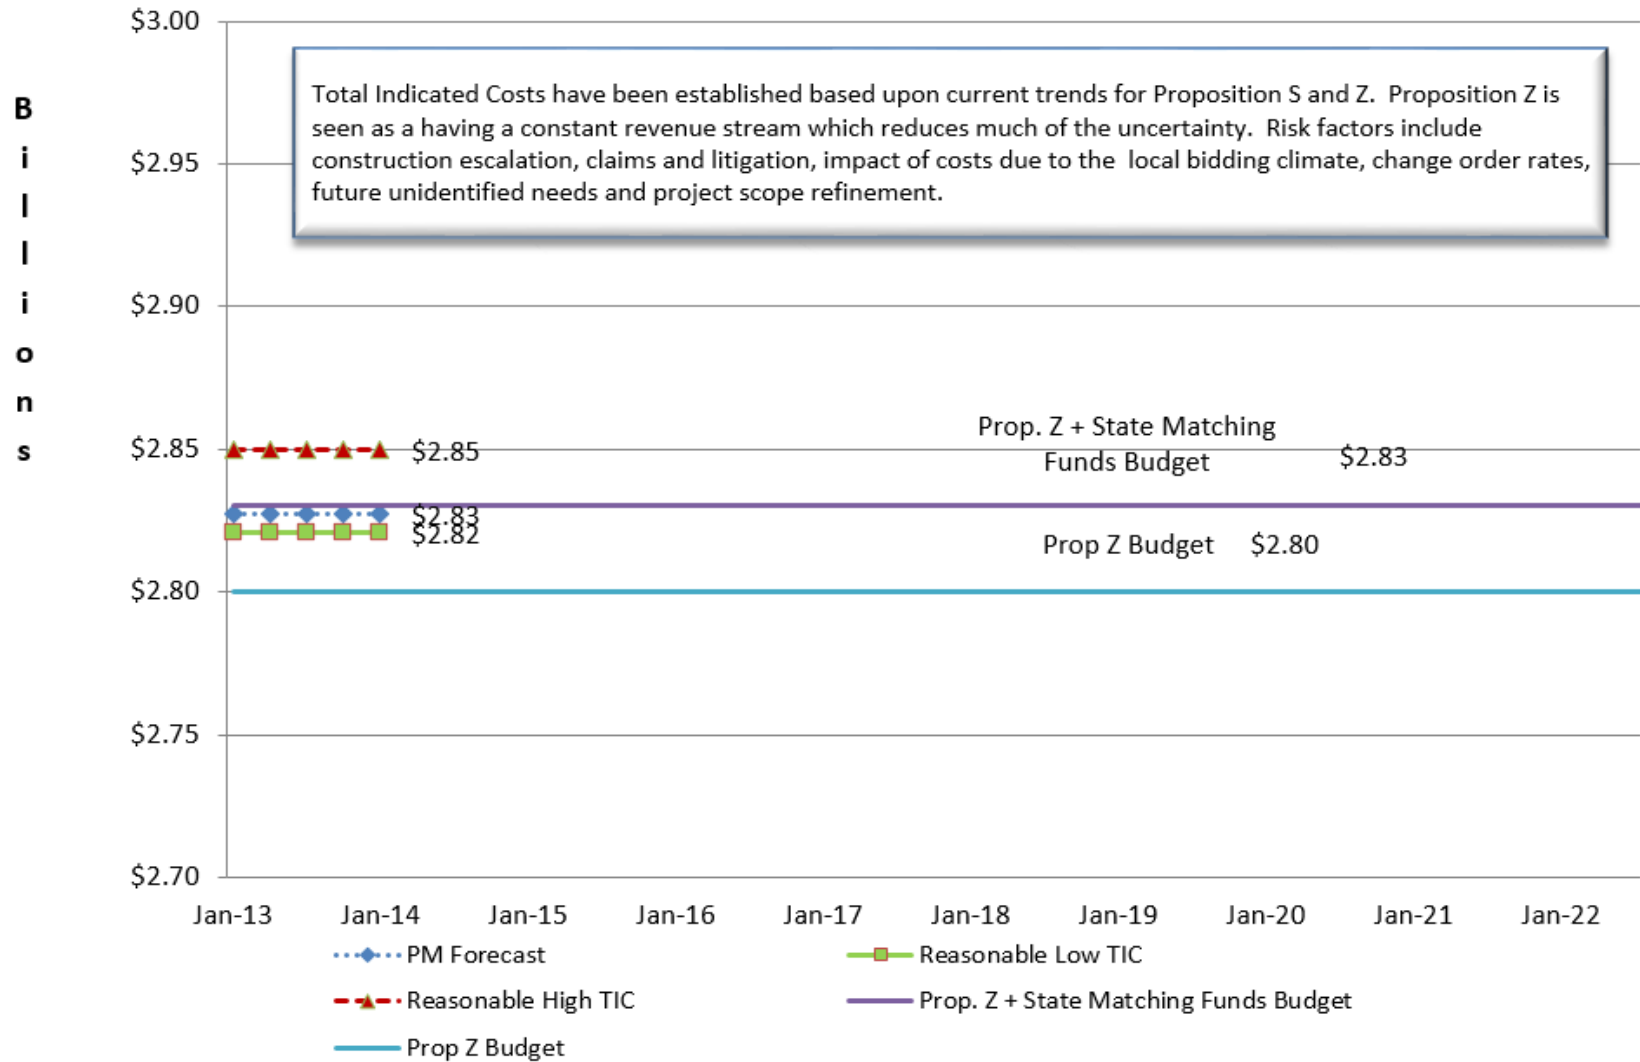 $3.00
Total Indicated Costs have been established based upon current trends for Proposition S and Z.  Proposition Z is
seen as a having a constant revenue stream which reduces much of the uncertainty.  Risk factors include
construction escalation, claims and litigation, impact of costs due to the  local bidding climate, change order rates,
future unidentified needs and project scope refinement.
Billions
$2.95
$2.90
$2.85
$2.80
$2.75
$2.70
$2.85
$2.83
$2.82
Prop. Z + State Matching
Funds Budget
$2.83
Prop Z Budget $2.80
Jan-13 Jan-14 Jan-15 Jan-16 Jan-17 Jan-18 Jan-19 Jan-20 Jan-21 Jan-22
PM Forecast
Reasonable Low TIC
Reasonable High TIC
Prop. Z + State Matching Funds Budget
Prop Z Budget